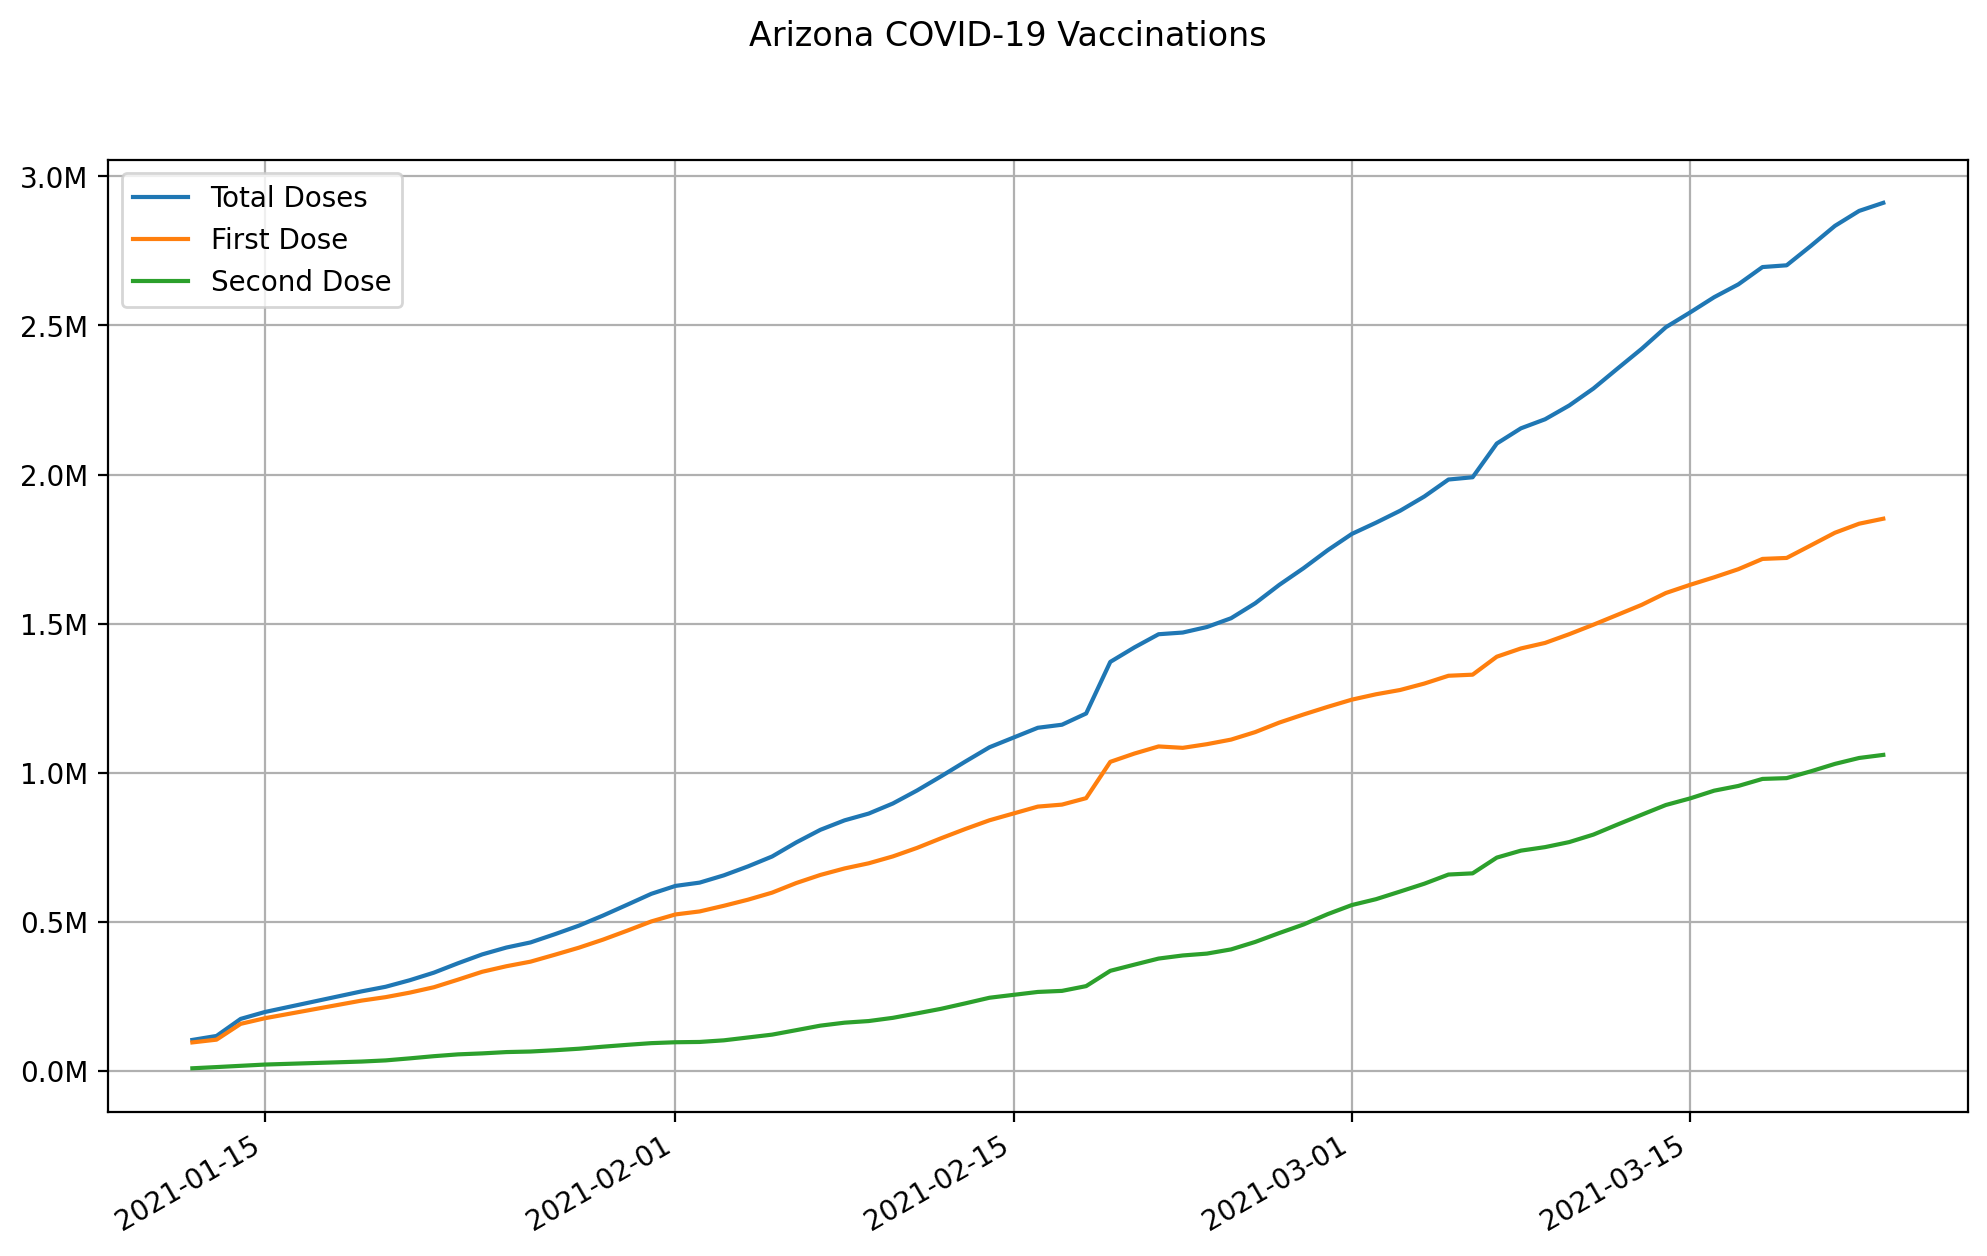 Arizona COVID-19 Vaccinations
3.0M
2.5M
2.0M
1.5M
1.0M
0.5M
0.0M
Total Doses
First Dose
Second Dose
2021-01-15
2021-02-01
2021-02-15
2021-03-01
2021-03-15